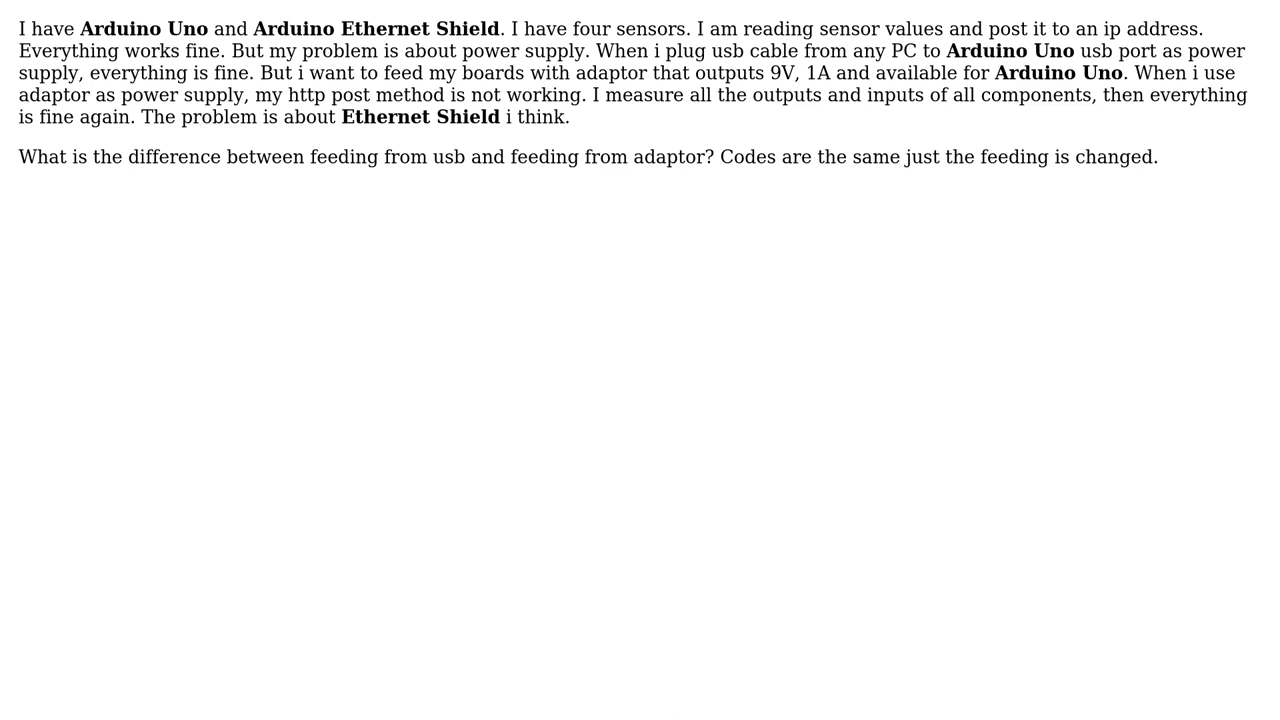 I have Arduino Uno and Arduino Ethernet Shield. I have four sensors. I am reading sensor values and post it to an ip address.
Everything works fine. But my problem is about power supply. When i plug usb cable from any PC to Arduino Uno usb port as power
supply, everything is fine. But i want to feed my boards with adaptor that outputs 9V, 1A and available for Arduino Uno. When i use
adaptor as power supply, my http post method is not working. I measure all the outputs and inputs of all components, then everything
is fine again. The problem is about Ethernet Shield i think.
What is the difference between feeding from usb and feeding from adaptor? Codes are the same just the feeding is changed.